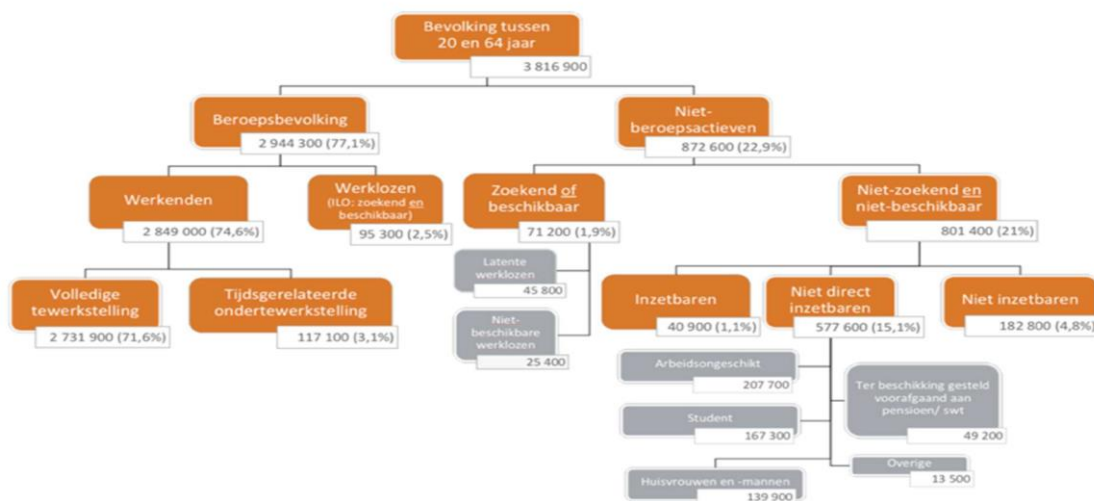 Bevolking tussen
20 en 64 jaar
3 816 900
Beroepsbevolking
2 944 300 (77,1%)
Niet-
beroepsactieven
872 600 (22,9%)
Werkenden
2 849 000 (74,6%)
Werklozen
(ILO: zoekend en
beschikbaar)
95 300 (2,5%)
Zoekend of
beschikbaar
71 200 (1,9%)
Niet-zoekend en
niet-beschikbaar
801 400 (21%)
Volledige
tewerkstelling
2 731 900 (71,6%)
Tijdsgerelateerde
ondertewerkstelling
117 100 (3,1%)
Latente
werklozen
45 800
Niet-
beschikbare
werklozen
25 400
Inzetbaren
40 900 (1,1%)
Niet direct
inzetbaren
577 600 (15,1%)
Niet inzetbaren
182 800 (4,8%)
Arbeidsongeschikt
207 700
Ter beschikking gesteld
voorafgaand aan
pensioen/ swt
49 200
Student
167 300
Overige
13 500
Huisvrouwen en -mannen
139 900